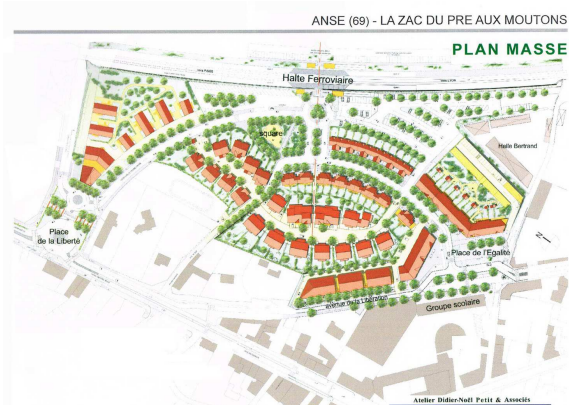 ANSE (69) - LA ZAC DU PRE AUX MOUTONS
PLAN MASSE
Halte Ferroviaire
square
Halle Bertrand
Place
de la Liberté
Place de l'Egalité
N
avenue de la Libération
Groupe scolaire
Atelier Didier-Noël Petit & Associés